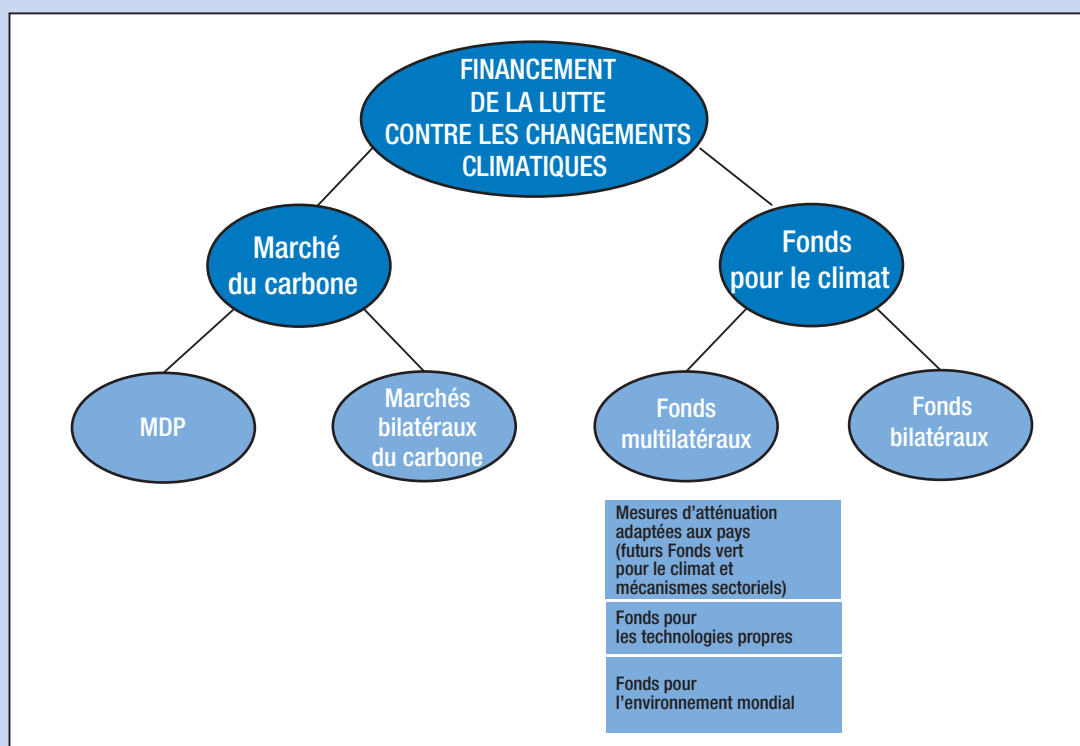 FINANCEMENT
DE LA LUTTE
CONTRE LES CHANGEMENTS
CLIMATIQUES
Marché
du carbone
Fonds
pour le climat
MDP
Marchés
bilatéraux
du carbone
Fonds
multilatéraux
Fonds
bilatéraux
Mesures d’atténuation
adaptées aux pays
(futurs Fonds vert
pour le climat et
mécanismes sectoriels)
Fonds pour
les technologies propres
Fonds pour
l’environnement mondial